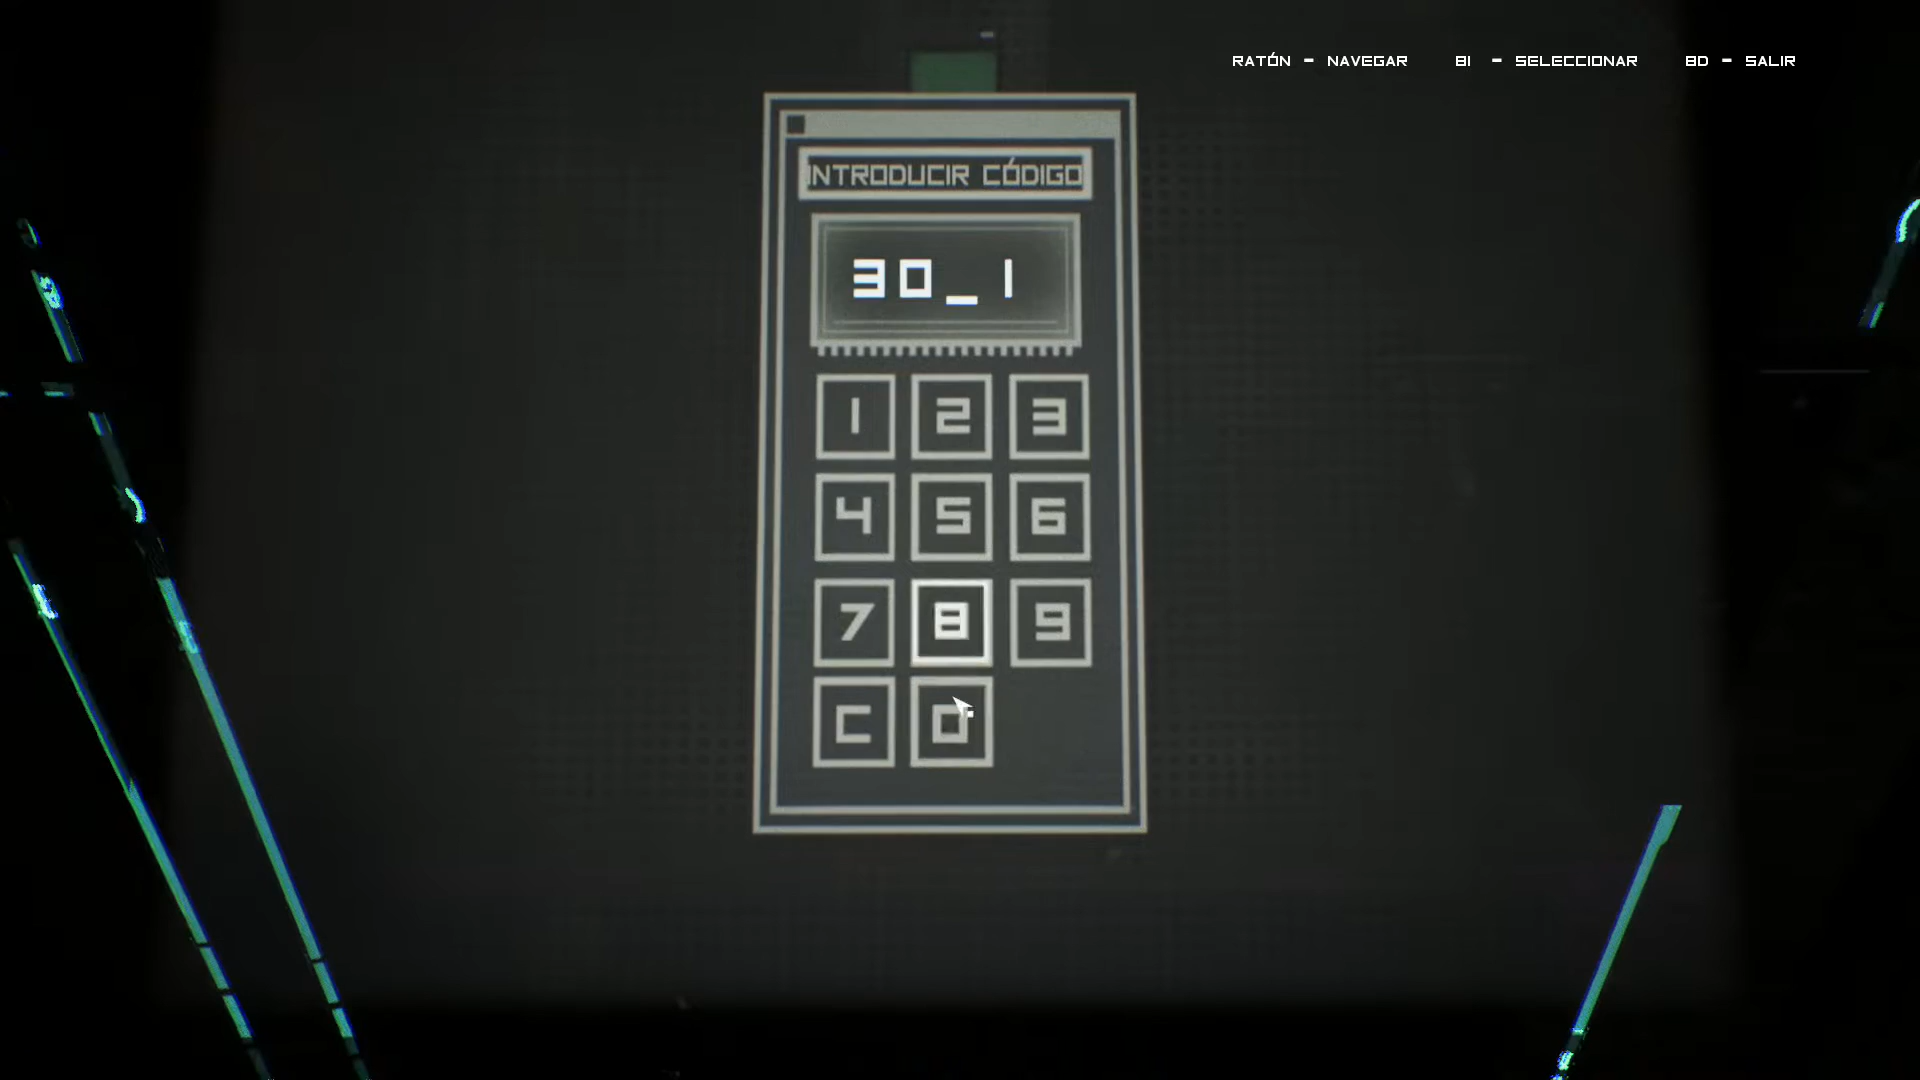 RATÓN - NAVEGAR BI - SELECCIONAR BD - SALIR
INTRODUCIR CÓDIGO
30_1
1 2 3
4 5 6
7 8 9
C 0